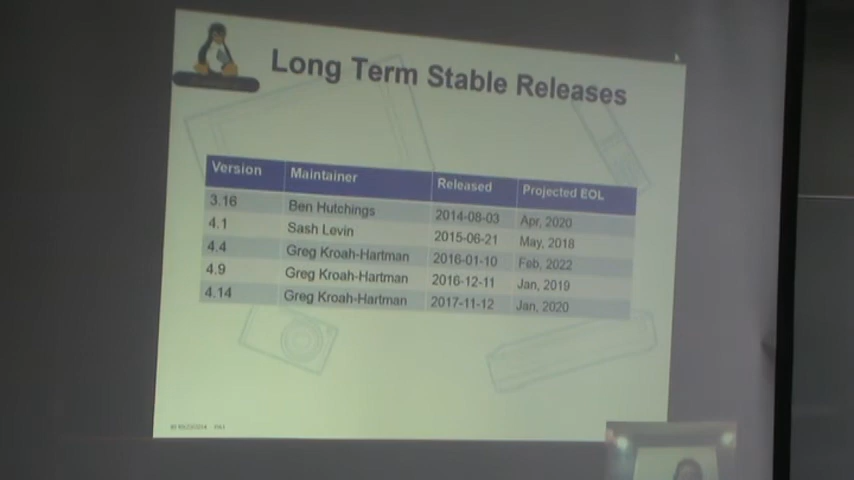 Long Term Stable Releases
Version Maintainer Released Projected EOL
3.16 Ben Hutchings 2014-08-03 Apr, 2020
4.1 Sash Levin 2015-06-21 May, 2018
4.4 Greg Kroah-Hartman 2016-01-10 Feb, 2022
4.9 Greg Kroah-Hartman 2016-12-11 Jan, 2019
4.14 Greg Kroah-Hartman 2017-11-12 Jan, 2020